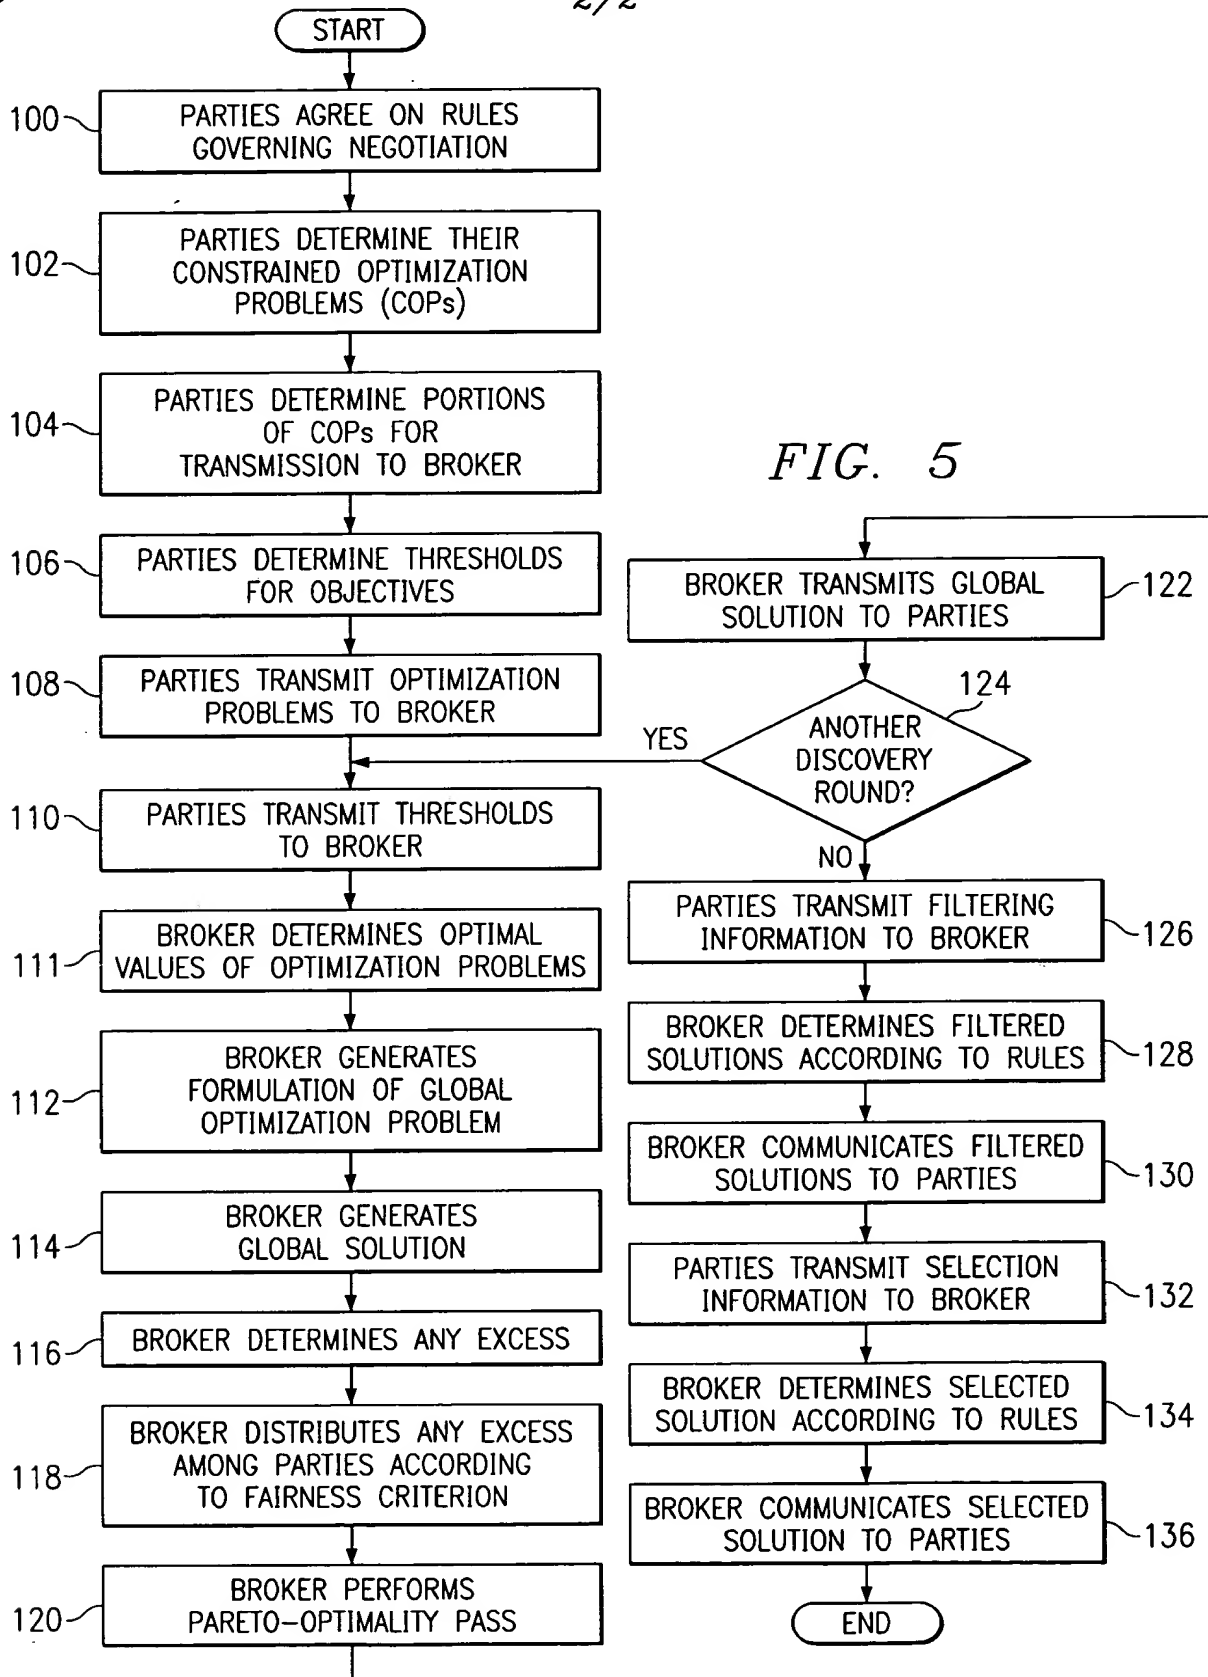 2/2
START
100
PARTIES AGREE ON RULES
GOVERNING NEGOTIATION
102
PARTIES DETERMINE THEIR
CONSTRAINED OPTIMIZATION
PROBLEMS (COPs)
104
PARTIES DETERMINE PORTIONS
OF COPs FOR
TRANSMISSION TO BROKER
106
PARTIES DETERMINE THRESHOLDS
FOR OBJECTIVES
108
PARTIES TRANSMIT OPTIMIZATION
PROBLEMS TO BROKER
110
PARTIES TRANSMIT THRESHOLDS
TO BROKER
111
BROKER DETERMINES OPTIMAL
VALUES OF OPTIMIZATION PROBLEMS
112
BROKER GENERATES
FORMULATION OF GLOBAL
OPTIMIZATION PROBLEM
114
BROKER GENERATES
GLOBAL SOLUTION
116
BROKER DETERMINES ANY EXCESS
118
BROKER DISTRIBUTES ANY EXCESS
AMONG PARTIES ACCORDING
TO FAIRNESS CRITERION
120
BROKER PERFORMS
PARETO-OPTIMALITY PASS
FIG. 5
BROKER TRANSMITS GLOBAL
SOLUTION TO PARTIES
122
124
ANOTHER
DISCOVERY
ROUND?
YES
NO
PARTIES TRANSMIT FILTERING
INFORMATION TO BROKER
126
BROKER DETERMINES FILTERED
SOLUTIONS ACCORDING TO RULES
128
BROKER COMMUNICATES FILTERED
SOLUTIONS TO PARTIES
130
PARTIES TRANSMIT SELECTION
INFORMATION TO BROKER
132
BROKER DETERMINES SELECTED
SOLUTION ACCORDING TO RULES
134
BROKER COMMUNICATES SELECTED
SOLUTION TO PARTIES
136
END